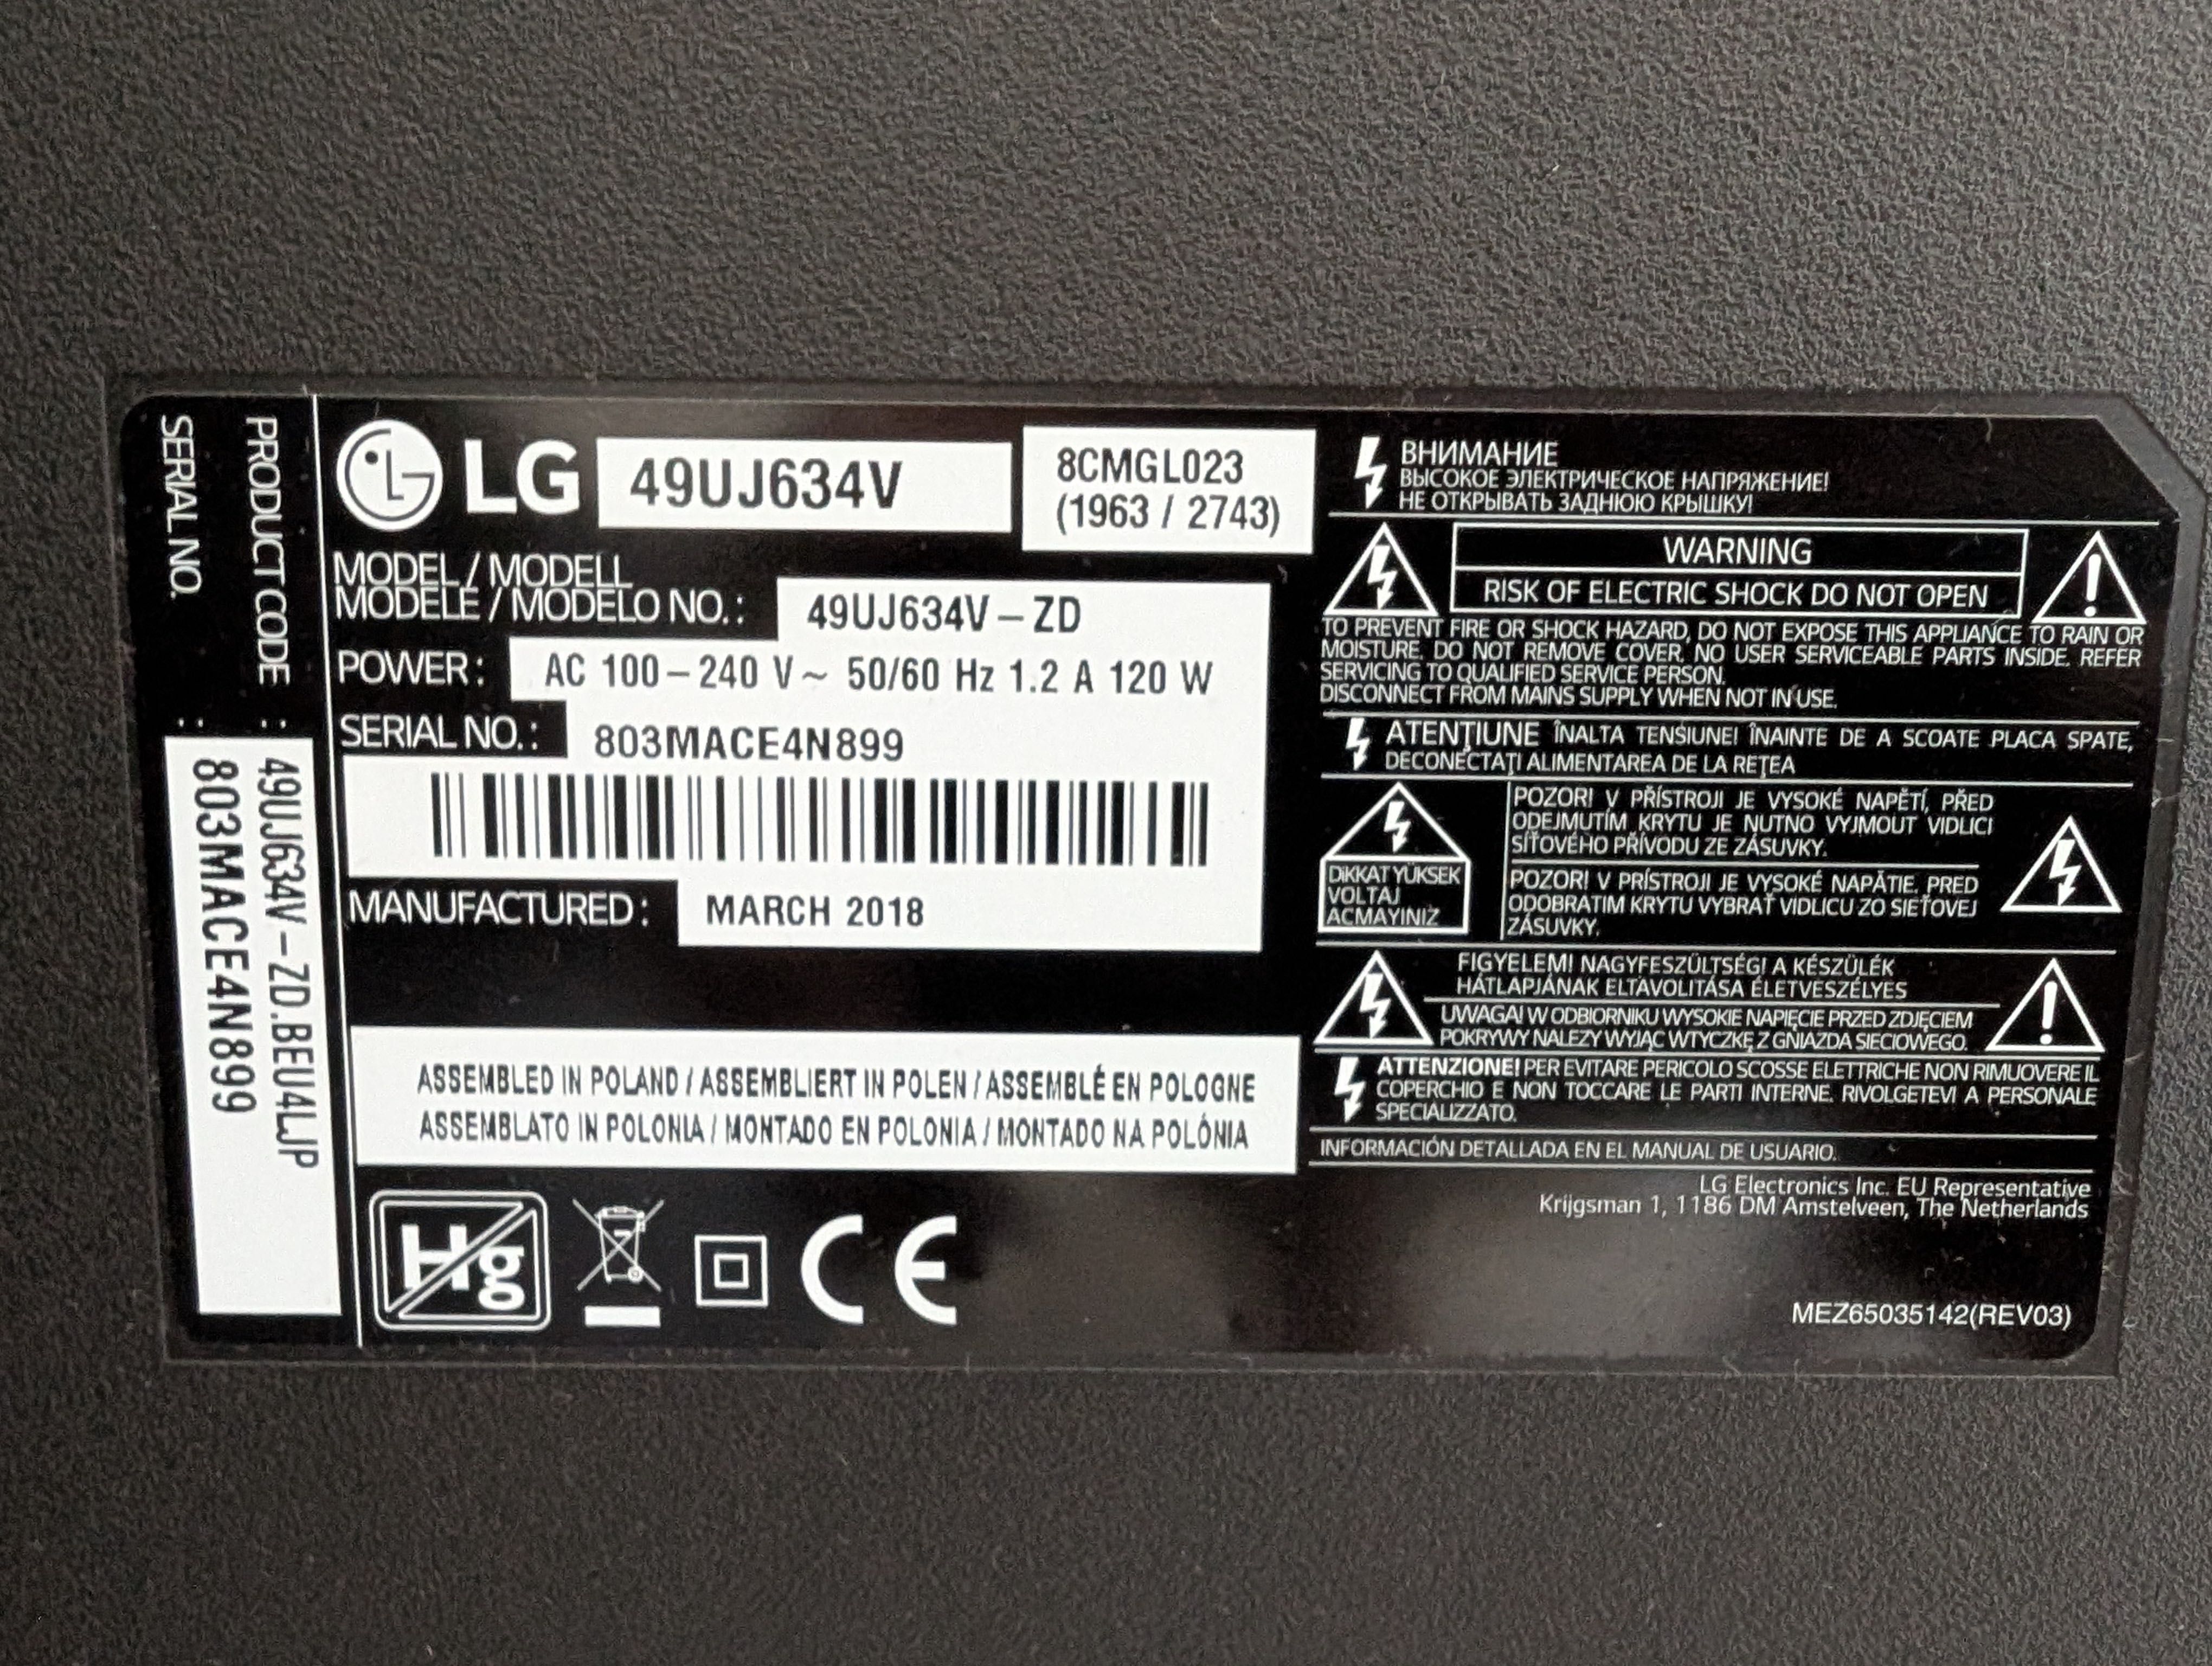 PRODUCT CODE : 49UJ634V-ZD.BEU4LJP
SERIAL NO. : 803MACE4N899
LG 49UJ634V
8CMGL023
(1963 / 2743)
MODEL / MODELL
MODELE / MODELO NO. : 49UJ634V-ZD
POWER : AC 100-240 V~ 50/60 Hz 1.2 A 120 W
SERIAL NO. : 803MACE4N899
MANUFACTURED : MARCH 2018
ASSEMBLED IN POLAND / ASSEMBLIERT IN POLEN / ASSEMBLÉ EN POLOGNE
ASSEMBLATO IN POLONIA / MONTADO EN POLONIA / MONTADO NA POLÓNIA
Hg
CE
ВНИМАНИЕ
ВЫСОКОЕ ЭЛЕКТРИЧЕСКОЕ НАПРЯЖЕНИЕ!
НЕ ОТКРЫВАТЬ ЗАДНЮЮ КРЫШКУ!
WARNING
RISK OF ELECTRIC SHOCK DO NOT OPEN
TO PREVENT FIRE OR SHOCK HAZARD, DO NOT EXPOSE THIS APPLIANCE TO RAIN OR
MOISTURE. DO NOT REMOVE COVER. NO USER SERVICEABLE PARTS INSIDE. REFER
SERVICING TO QUALIFIED SERVICE PERSON.
DISCONNECT FROM MAINS SUPPLY WHEN NOT IN USE.
ATENŢIUNE ÎNALTA TENSIUNE! ÎNAINTE DE A SCOATE PLACA SPATE,
DECONECTAŢI ALIMENTAREA DE LA REŢEA
DIKKAT YÜKSEK
VOLTAJ
ACMAYINIZ
POZOR! V PŘÍSTROJI JE VYSOKÉ NAPĚTÍ, PŘED
ODEJMUTÍM KRYTU JE NUTNO VYJMOUT VIDLICI
SÍŤOVÉHO PŘÍVODU ZE ZÁSUVKY.
POZOR! V PRÍSTROJI JE VYSOKÉ NAPÄTIE. PRED
ODOBRATIM KRYTU VYBRAŤ VIDLICU ZO SIEŤOVEJ
ZÁSUVKY.
FIGYELEM! NAGYFESZÜLTSÉG! A KÉSZÜLÉK
HÁTLAPJÁNAK ELTÁVOLITÁSA ÉLETVESZÉLYES
UWAGA! W ODBIORNIKU WYSOKIE NAPIĘCIE PRZED ZDJĘCIEM
POKRYWY NALEZY WYJĄC WTYCZKĘ Z GNIAZDA SIECIOWEGO.
ATTENZIONE! PER EVITARE PERICOLO SCOSSE ELETTRICHE NON RIMUOVERE IL
COPERCHIO E NON TOCCARE LE PARTI INTERNE. RIVOLGETEVI A PERSONALE
SPECIALIZZATO.
INFORMACIÓN DETALLADA EN EL MANUAL DE USUARIO.
LG Electronics Inc. EU Representative
Krijgsman 1, 1186 DM Amstelveen, The Netherlands
MEZ65035142(REV03)